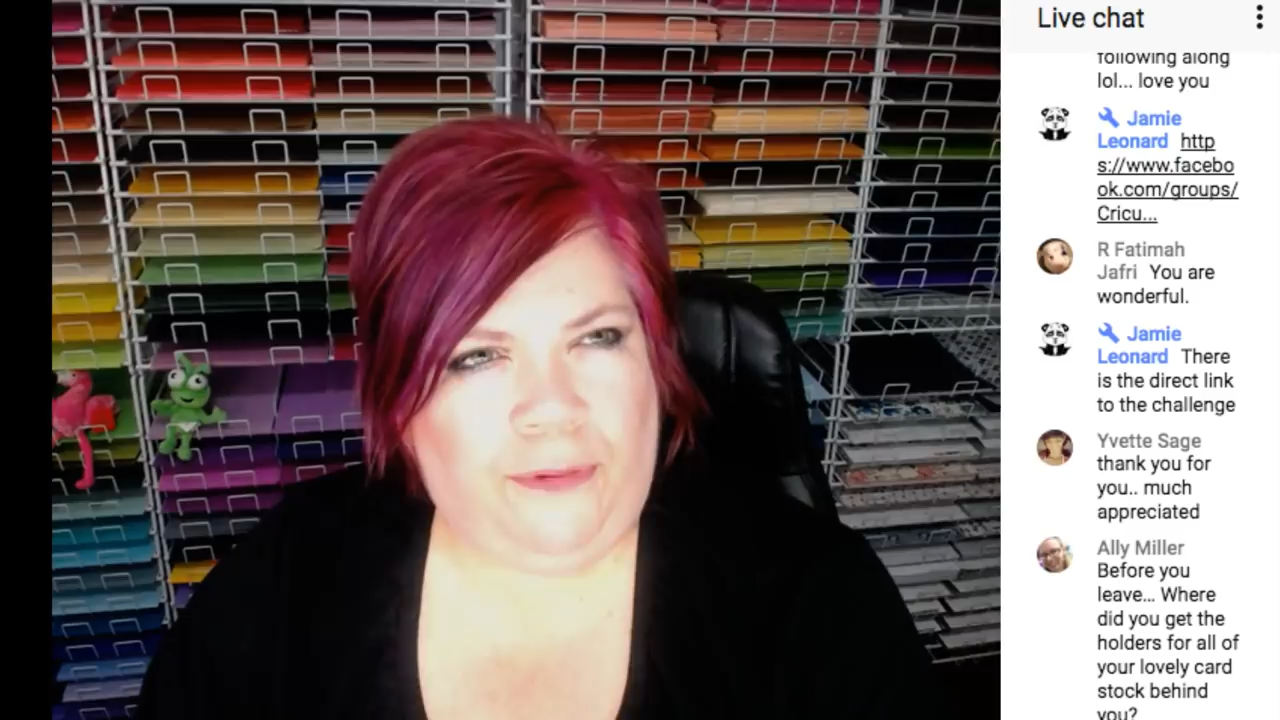 Live chat
following along
lol... love you
Jamie
Leonard http
s://www.facebo
ok.com/groups/
Cricu...
R Fatimah
Jafri You are
wonderful.
Jamie
Leonard There
is the direct link
to the challenge
Yvette Sage
thank you for
you.. much
appreciated
Ally Miller
Before you
leave... Where
did you get the
holders for all of
your lovely card
stock behind
you?